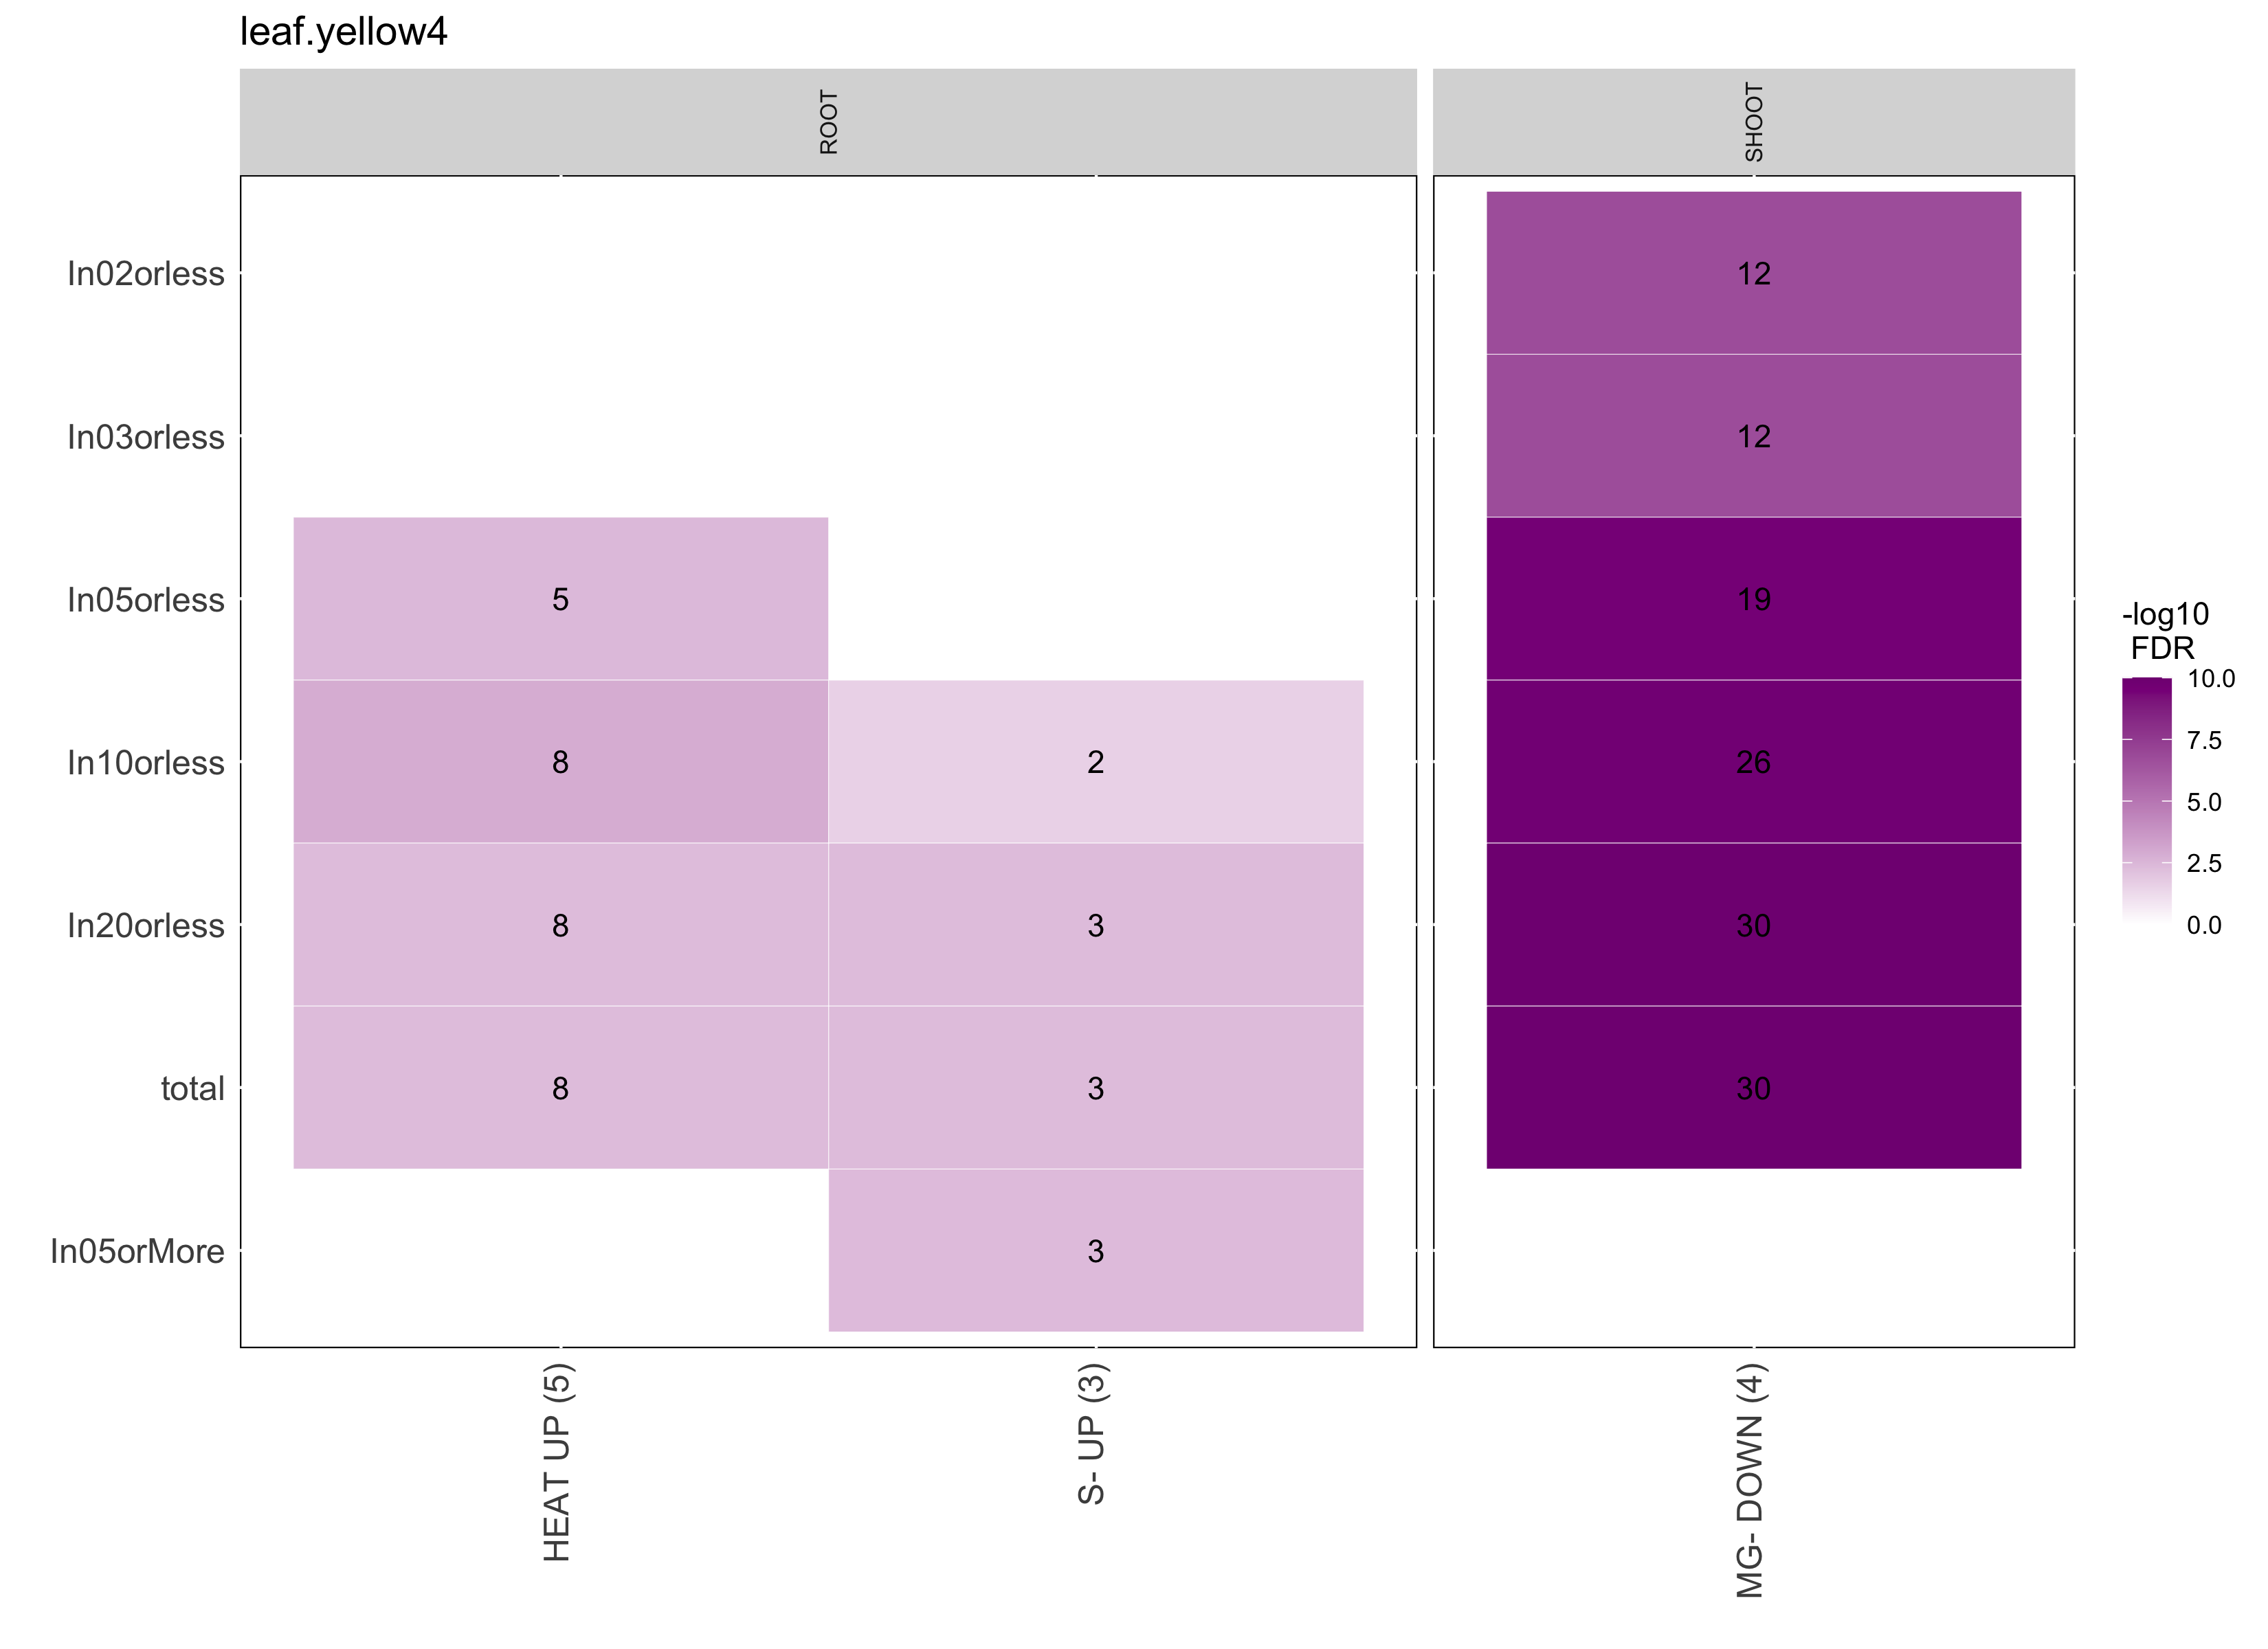 leaf.yellow4
ROOT
SHOOT
In02orless
12
In03orless
12
In05orless
5
19
In10orless
8
2
26
In20orless
8
3
30
total
8
3
30
In05orMore
3
HEAT UP (5)
S- UP (3)
MG- DOWN (4)
-log10
FDR
10.0
7.5
5.0
2.5
0.0